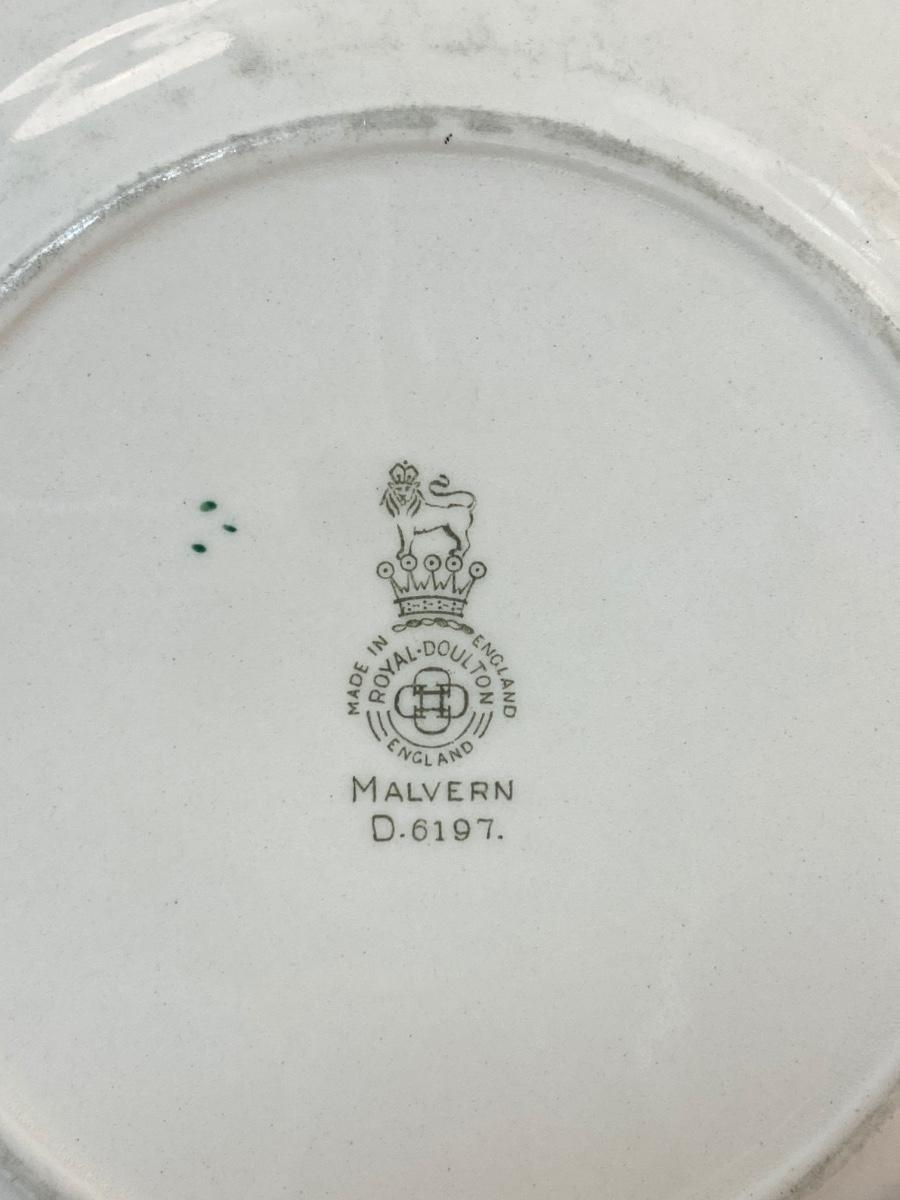 MADE IN ENGLAND
ROYAL·DOULTON
ENGLAND
MALVERN
D.6197.